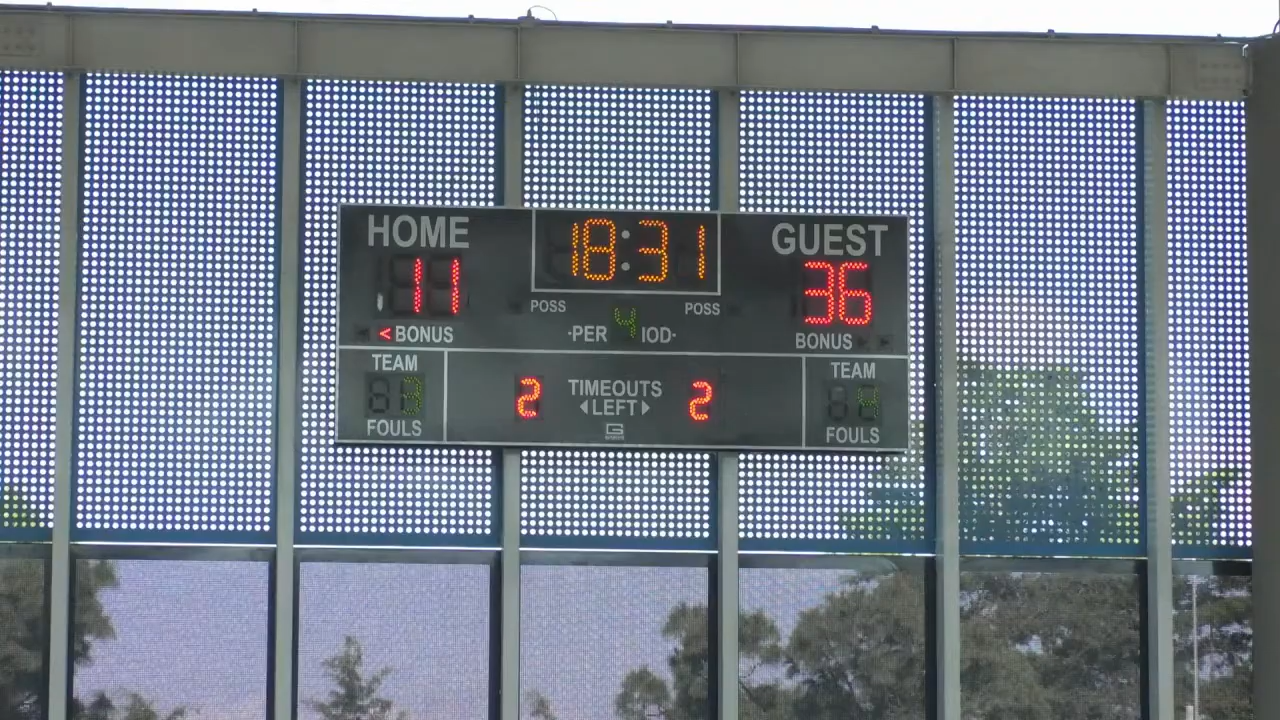 HOME
18:31
GUEST
11
36
POSS
POSS
< BONUS
-PER 4 IOD-
BONUS
TEAM
3
FOULS
2
TIMEOUTS
LEFT
2
TEAM
4
FOULS